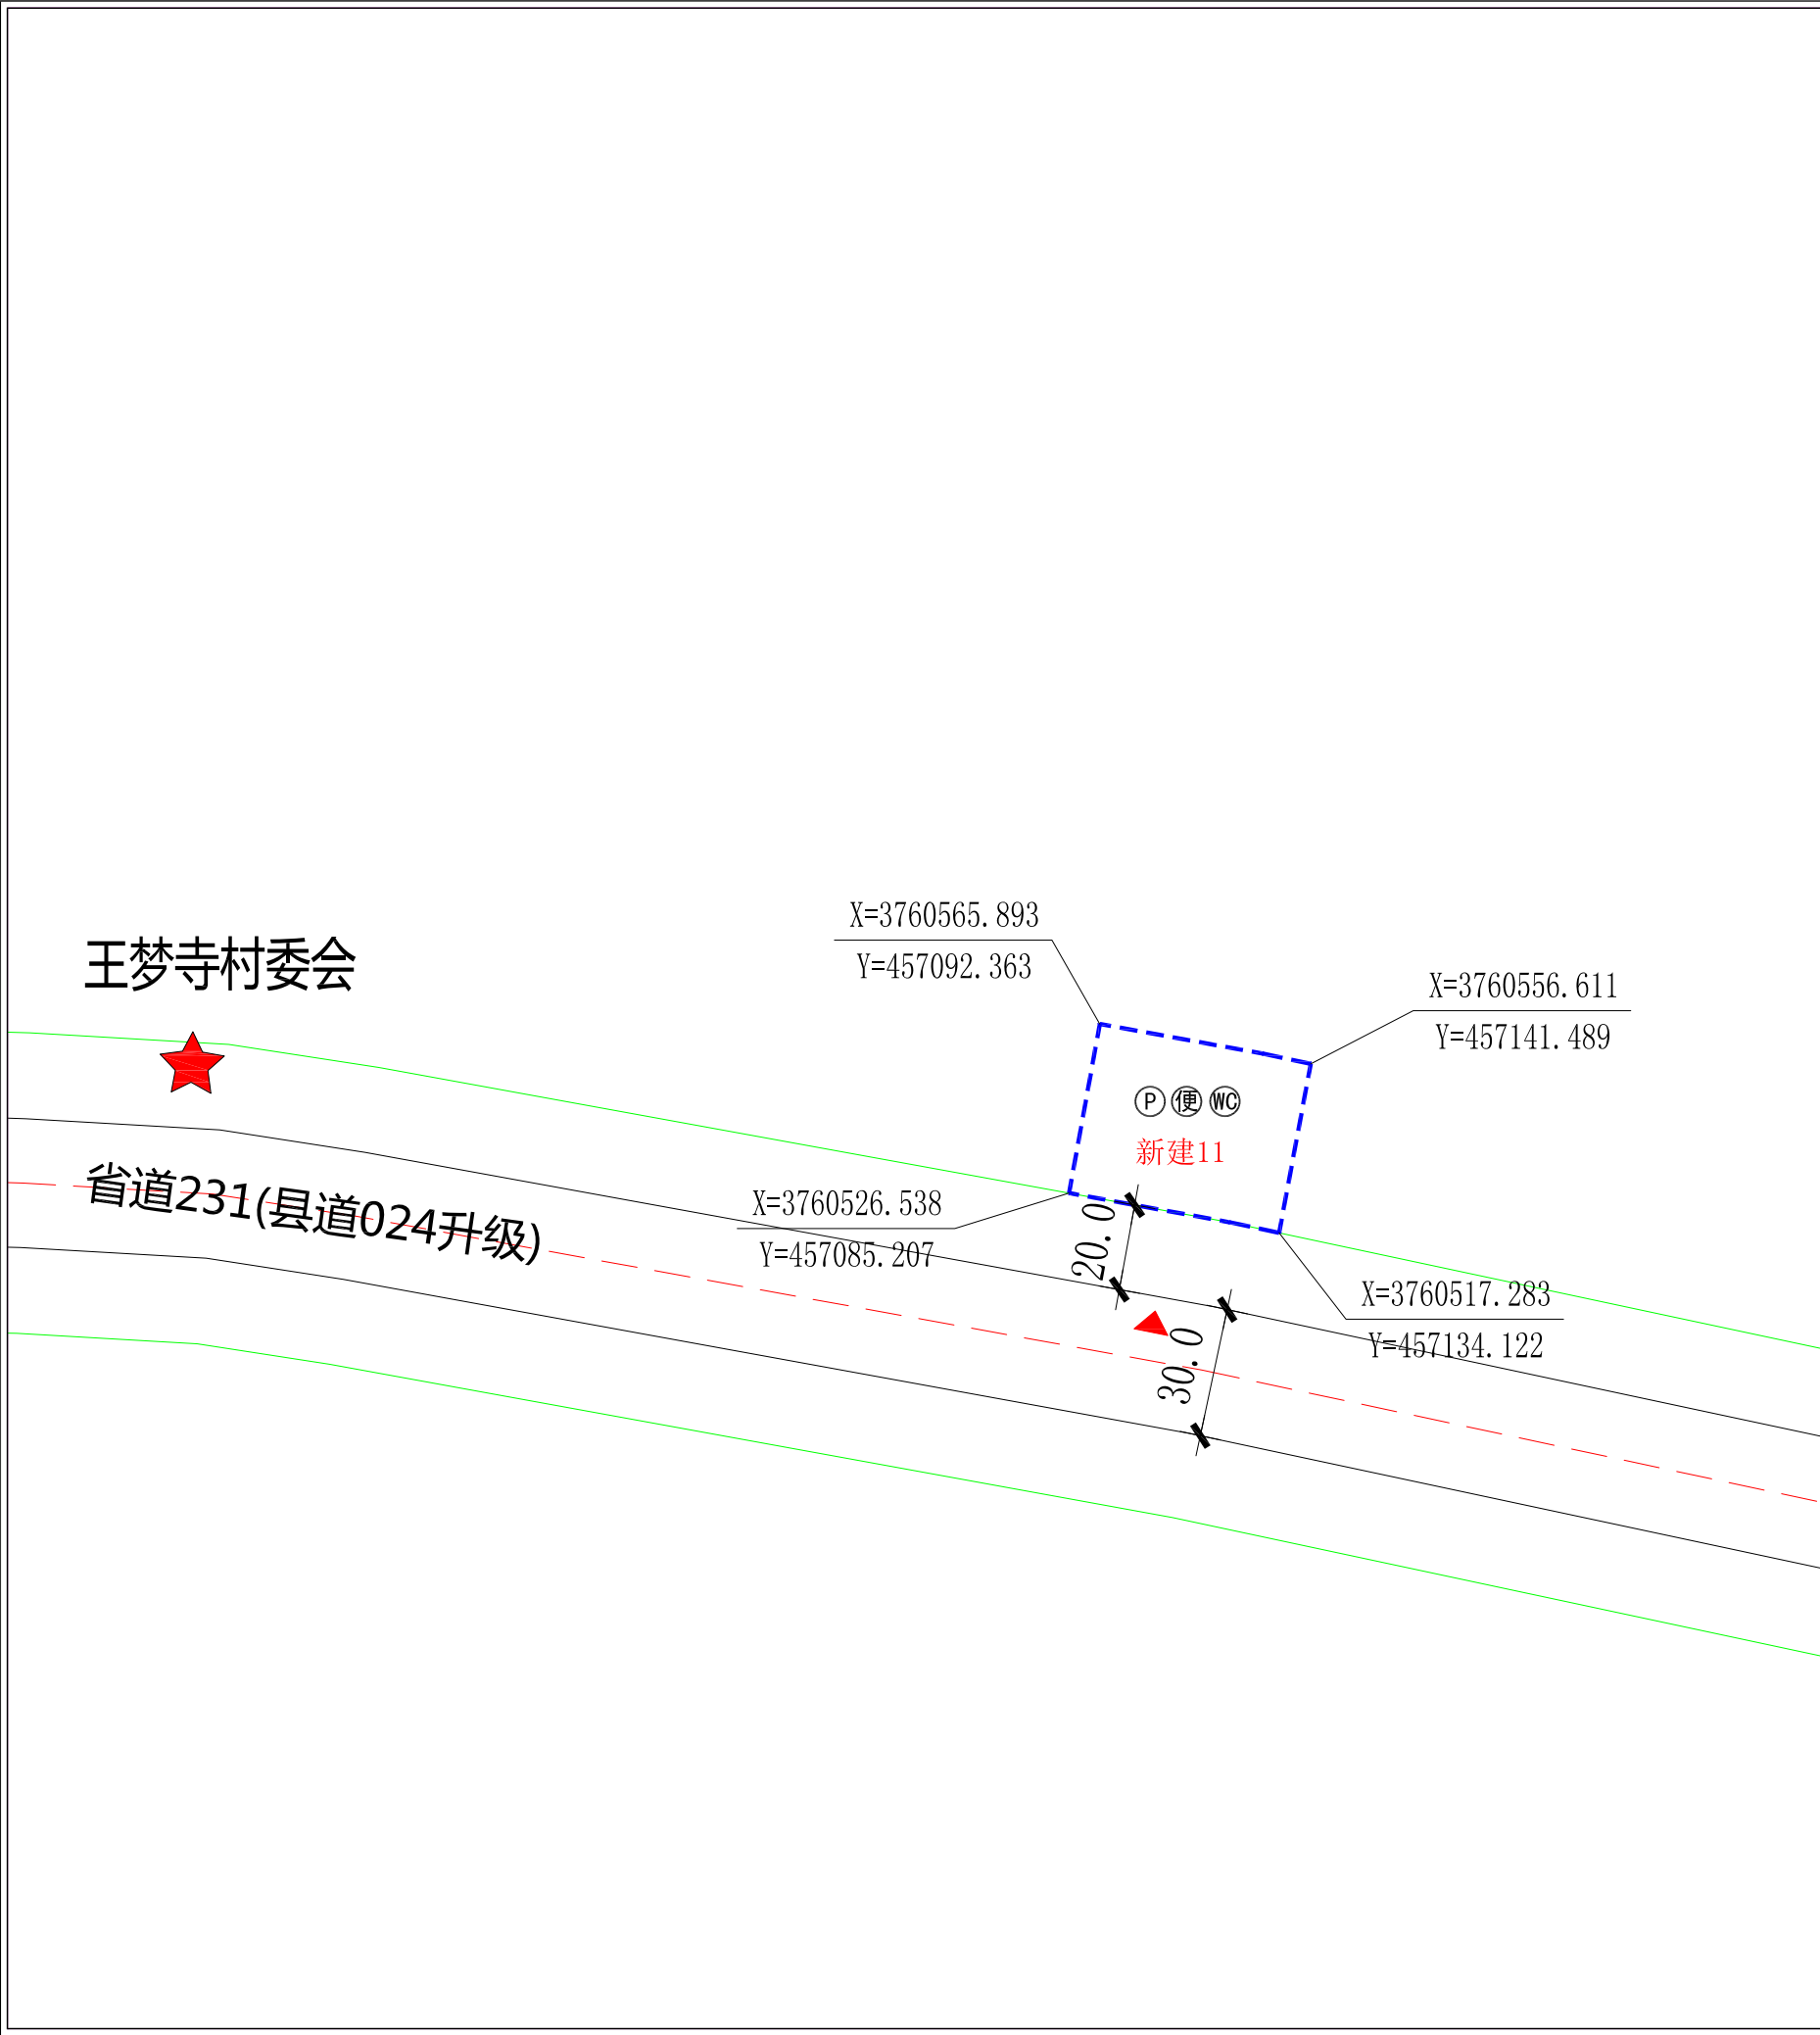 X=3760565.893
Y=457092.363
王梦寺村委会
X=3760556.611
Y=457141.489
P 便 WC
新建11
省道231(县道024升级)
X=3760526.538
Y=457085.207
20.0
X=3760517.283
Y=457134.122
30.0